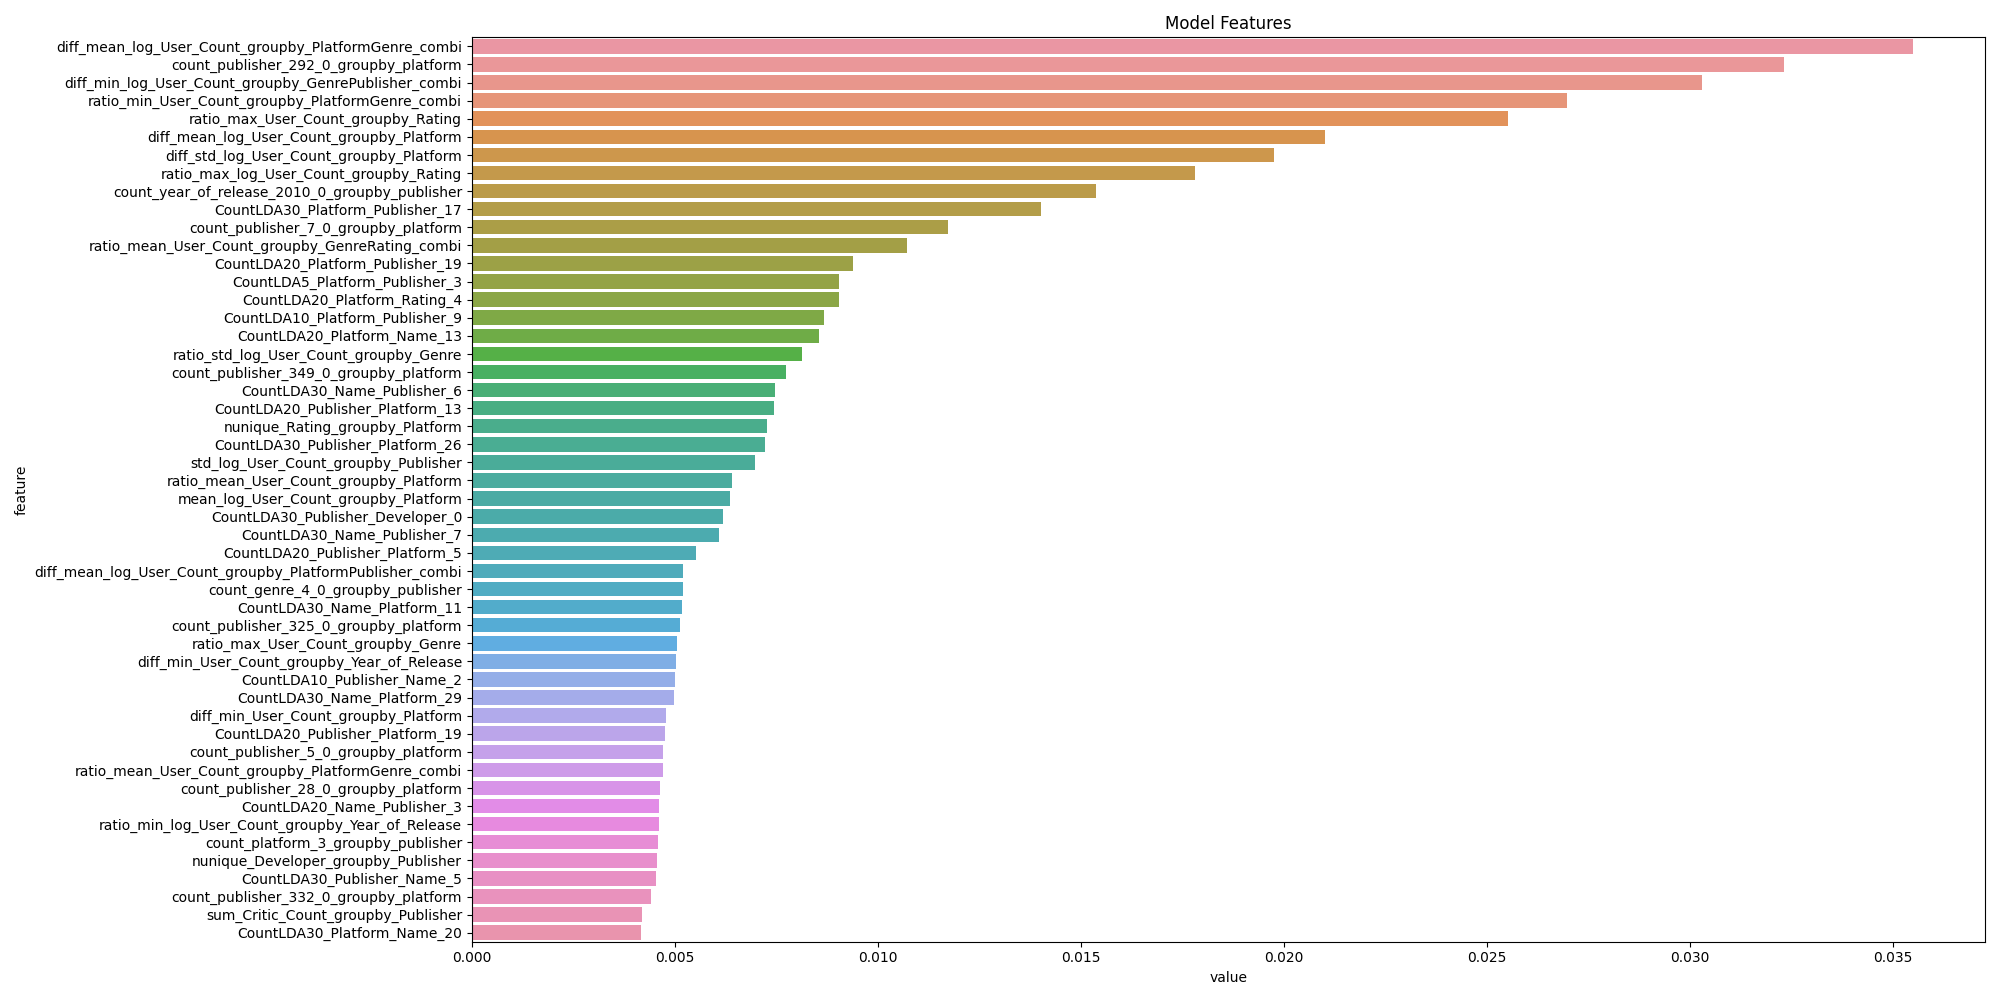 Model Features
feature
diff_mean_log_User_Count_groupby_PlatformGenre_combi
count_publisher_292_0_groupby_platform
diff_min_log_User_Count_groupby_GenrePublisher_combi
ratio_min_User_Count_groupby_PlatformGenre_combi
ratio_max_User_Count_groupby_Rating
diff_mean_log_User_Count_groupby_Platform
diff_std_log_User_Count_groupby_Platform
ratio_max_log_User_Count_groupby_Rating
count_year_of_release_2010_0_groupby_publisher
CountLDA30_Platform_Publisher_17
count_publisher_7_0_groupby_platform
ratio_mean_User_Count_groupby_GenreRating_combi
CountLDA20_Platform_Publisher_19
CountLDA5_Platform_Publisher_3
CountLDA20_Platform_Rating_4
CountLDA10_Platform_Publisher_9
CountLDA20_Platform_Name_13
ratio_std_log_User_Count_groupby_Genre
count_publisher_349_0_groupby_platform
CountLDA30_Name_Publisher_6
CountLDA20_Publisher_Platform_13
nunique_Rating_groupby_Platform
CountLDA30_Publisher_Platform_26
std_log_User_Count_groupby_Publisher
ratio_mean_User_Count_groupby_Platform
mean_log_User_Count_groupby_Platform
CountLDA30_Publisher_Developer_0
CountLDA30_Name_Publisher_7
CountLDA20_Publisher_Platform_5
diff_mean_log_User_Count_groupby_PlatformPublisher_combi
count_genre_4_0_groupby_publisher
CountLDA30_Name_Platform_11
count_publisher_325_0_groupby_platform
ratio_max_User_Count_groupby_Genre
diff_min_User_Count_groupby_Year_of_Release
CountLDA10_Publisher_Name_2
CountLDA30_Name_Platform_29
diff_min_User_Count_groupby_Platform
CountLDA20_Publisher_Platform_19
count_publisher_5_0_groupby_platform
ratio_mean_User_Count_groupby_PlatformGenre_combi
count_publisher_28_0_groupby_platform
CountLDA20_Name_Publisher_3
ratio_min_log_User_Count_groupby_Year_of_Release
count_platform_3_groupby_publisher
nunique_Developer_groupby_Publisher
CountLDA30_Publisher_Name_5
count_publisher_332_0_groupby_platform
sum_Critic_Count_groupby_Publisher
CountLDA30_Platform_Name_20
0.000 0.005 0.010 0.015 0.020 0.025 0.030 0.035
value